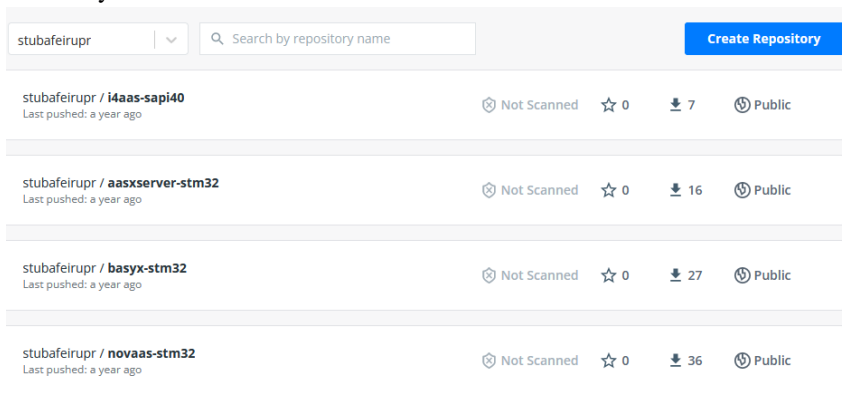 stubafeirupr
Search by repository name
Create Repository
stubafeirupr / i4aas-sapi40
Last pushed: a year ago
Not Scanned
0
7
Public
stubafeirupr / aasxserver-stm32
Last pushed: a year ago
Not Scanned
0
16
Public
stubafeirupr / basyx-stm32
Last pushed: a year ago
Not Scanned
0
27
Public
stubafeirupr / novaas-stm32
Last pushed: a year ago
Not Scanned
0
36
Public